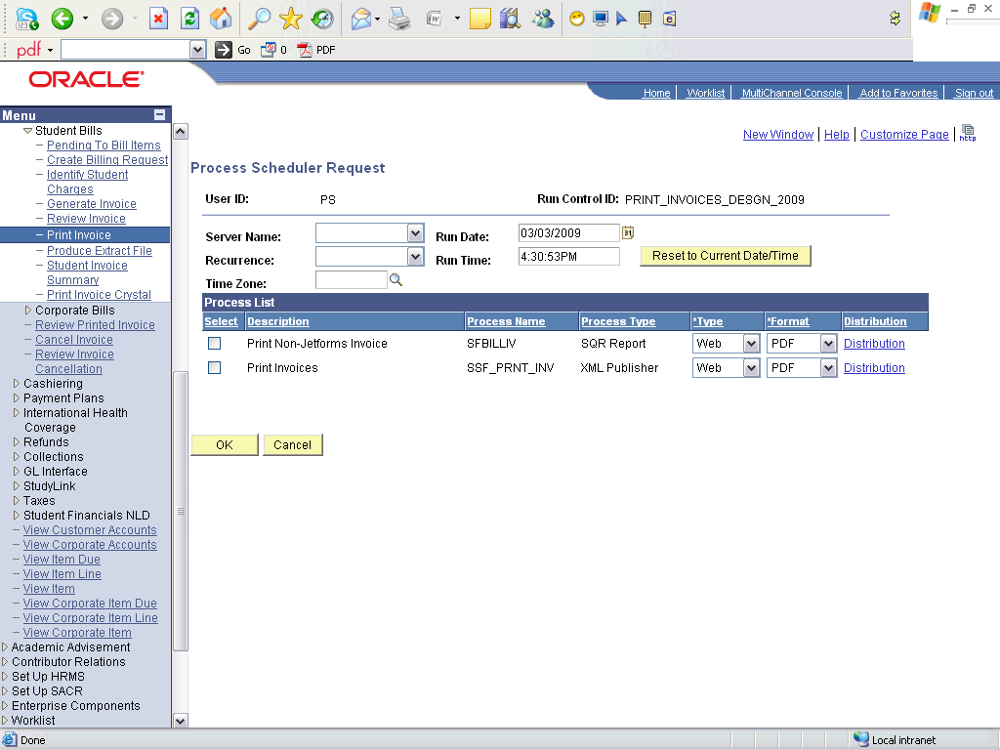 pdf
Go
0
PDF
ORACLE
Home
Worklist
MultiChannel Console
Add to Favorites
Sign out
New Window
Help
Customize Page
http
Menu
Student Bills
Pending To Bill Items
Create Billing Request
Identify Student
Charges
Generate Invoice
Review Invoice
Print Invoice
Produce Extract File
Student Invoice
Summary
Print Invoice Crystal
Corporate Bills
Review Printed Invoice
Cancel Invoice
Review Invoice
Cancellation
Cashiering
Payment Plans
International Health
Coverage
Refunds
Collections
GL Interface
StudyLink
Taxes
Student Financials NLD
View Customer Accounts
View Corporate Accounts
View Item Due
View Item Line
View Item
View Corporate Item Due
View Corporate Item Line
View Corporate Item
Academic Advisement
Contributor Relations
Set Up HRMS
Set Up SACR
Enterprise Components
Worklist
Process Scheduler Request
User ID: PS Run Control ID: PRINT_INVOICES_DESGN_2009
Server Name: Run Date: 03/03/2009 31
Recurrence: Run Time: 4:30:53PM Reset to Current Date/Time
Time Zone:
Process List
Select Description Process Name Process Type *Type *Format Distribution
Print Non-Jetforms Invoice SFBILLIV SQR Report Web PDF Distribution
Print Invoices SSF_PRNT_INV XML Publisher Web PDF Distribution
OK Cancel
Done
Local intranet